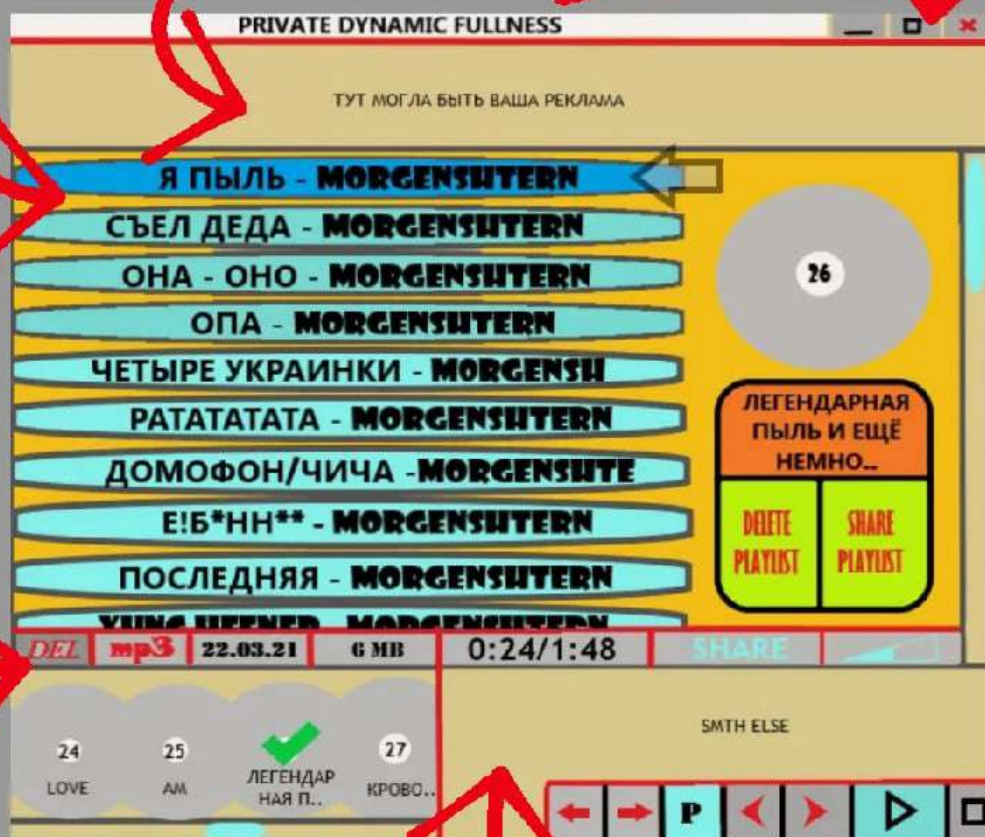 PRIVATE DYNAMIC FULLNESS
ТУТ МОГЛА БЫТЬ ВАША РЕКЛАМА
Я ПЫЛЬ - MORGENSHTERN
СЪЕЛ ДЕДА - MORGENSHTERN
ОНА - ОНО - MORGENSHTERN
ОПА - MORGENSHTERN
ЧЕТЫРЕ УКРАИНКИ - MORGENSH
РАТАТАТАТА - MORGENSHTERN
ДОМОФОН/ЧИЧА -MORGENSHTE
Е!Б*НН** - MORGENSHTERN
ПОСЛЕДНЯЯ - MORGENSHTERN
YUNG HEFNER - MORGENSHTERN
26
ЛЕГЕНДАРНАЯ
ПЫЛЬ И ЕЩЁ
НЕМНО..
DELETE
PLAYLIST
SHARE
PLAYLIST
DEL mp3 22.03.21 6 MB 0:24/1:48 SHARE
24
LOVE
25
AM
ЛЕГЕНДАР
НАЯ П..
27
КРОВО..
SMTH ELSE
P